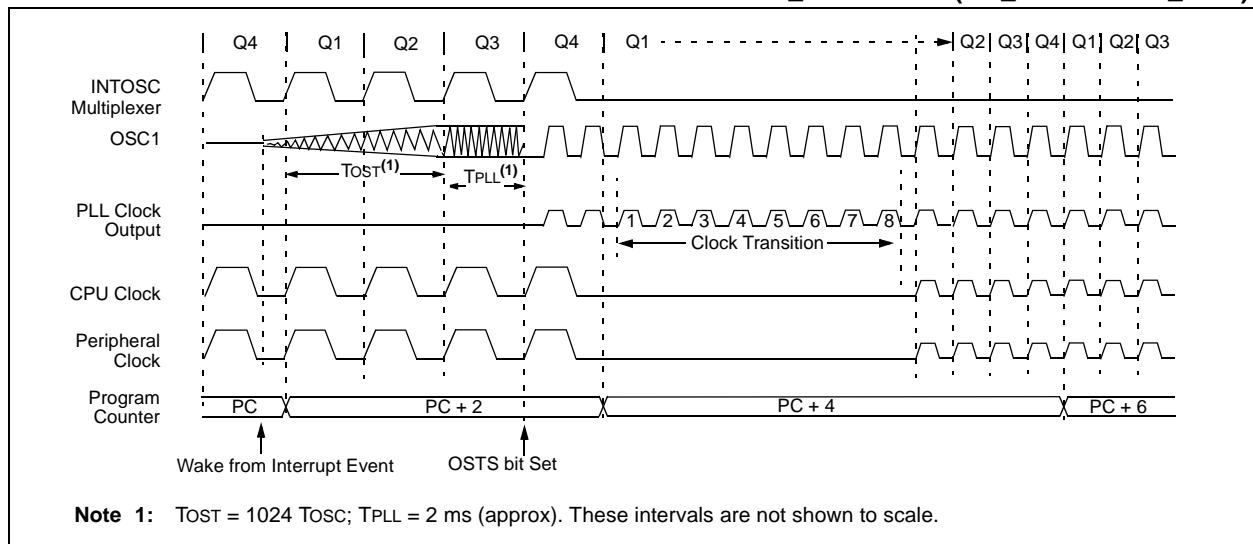 Q4 Q1 Q2 Q3 Q4 Q1 Q2 Q3 Q4 Q1 Q2 Q3
INTOSC
Multiplexer
OSC1
TOST(1)
TPLL(1)
PLL Clock
Output
1 2 3 4 5 6 7 8
Clock Transition
CPU Clock
Peripheral
Clock
Program
Counter
PC PC + 2 PC + 4 PC + 6
Wake from Interrupt Event
OSTS bit Set
Note 1: TOST = 1024 TOSC; TPLL = 2 ms (approx). These intervals are not shown to scale.